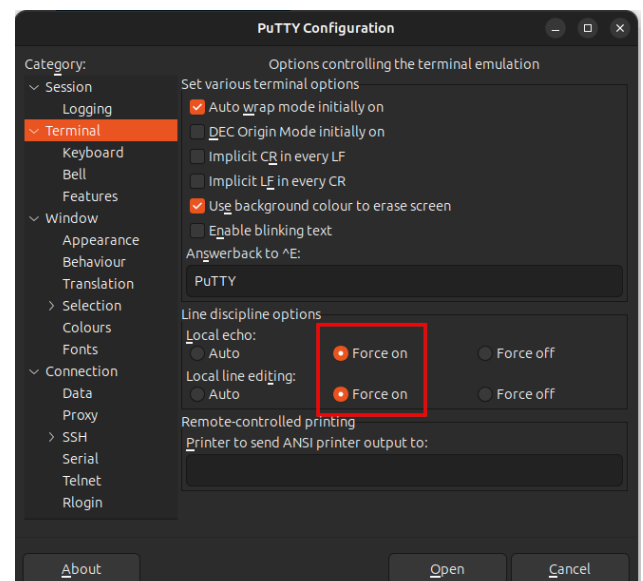 PuTTY Configuration
Category:
Options controlling the terminal emulation
Session
Logging
Terminal
Keyboard
Bell
Features
Window
Appearance
Behaviour
Translation
Selection
Colours
Fonts
Connection
Data
Proxy
SSH
Serial
Telnet
Rlogin
Set various terminal options
Auto wrap mode initially on
DEC Origin Mode initially on
Implicit CR in every LF
Implicit LF in every CR
Use background colour to erase screen
Enable blinking text
Answerback to ^E:
PuTTY
Line discipline options
Local echo:
Auto Force on Force off
Local line editing:
Auto Force on Force off
Remote-controlled printing
Printer to send ANSI printer output to:
About Open Cancel